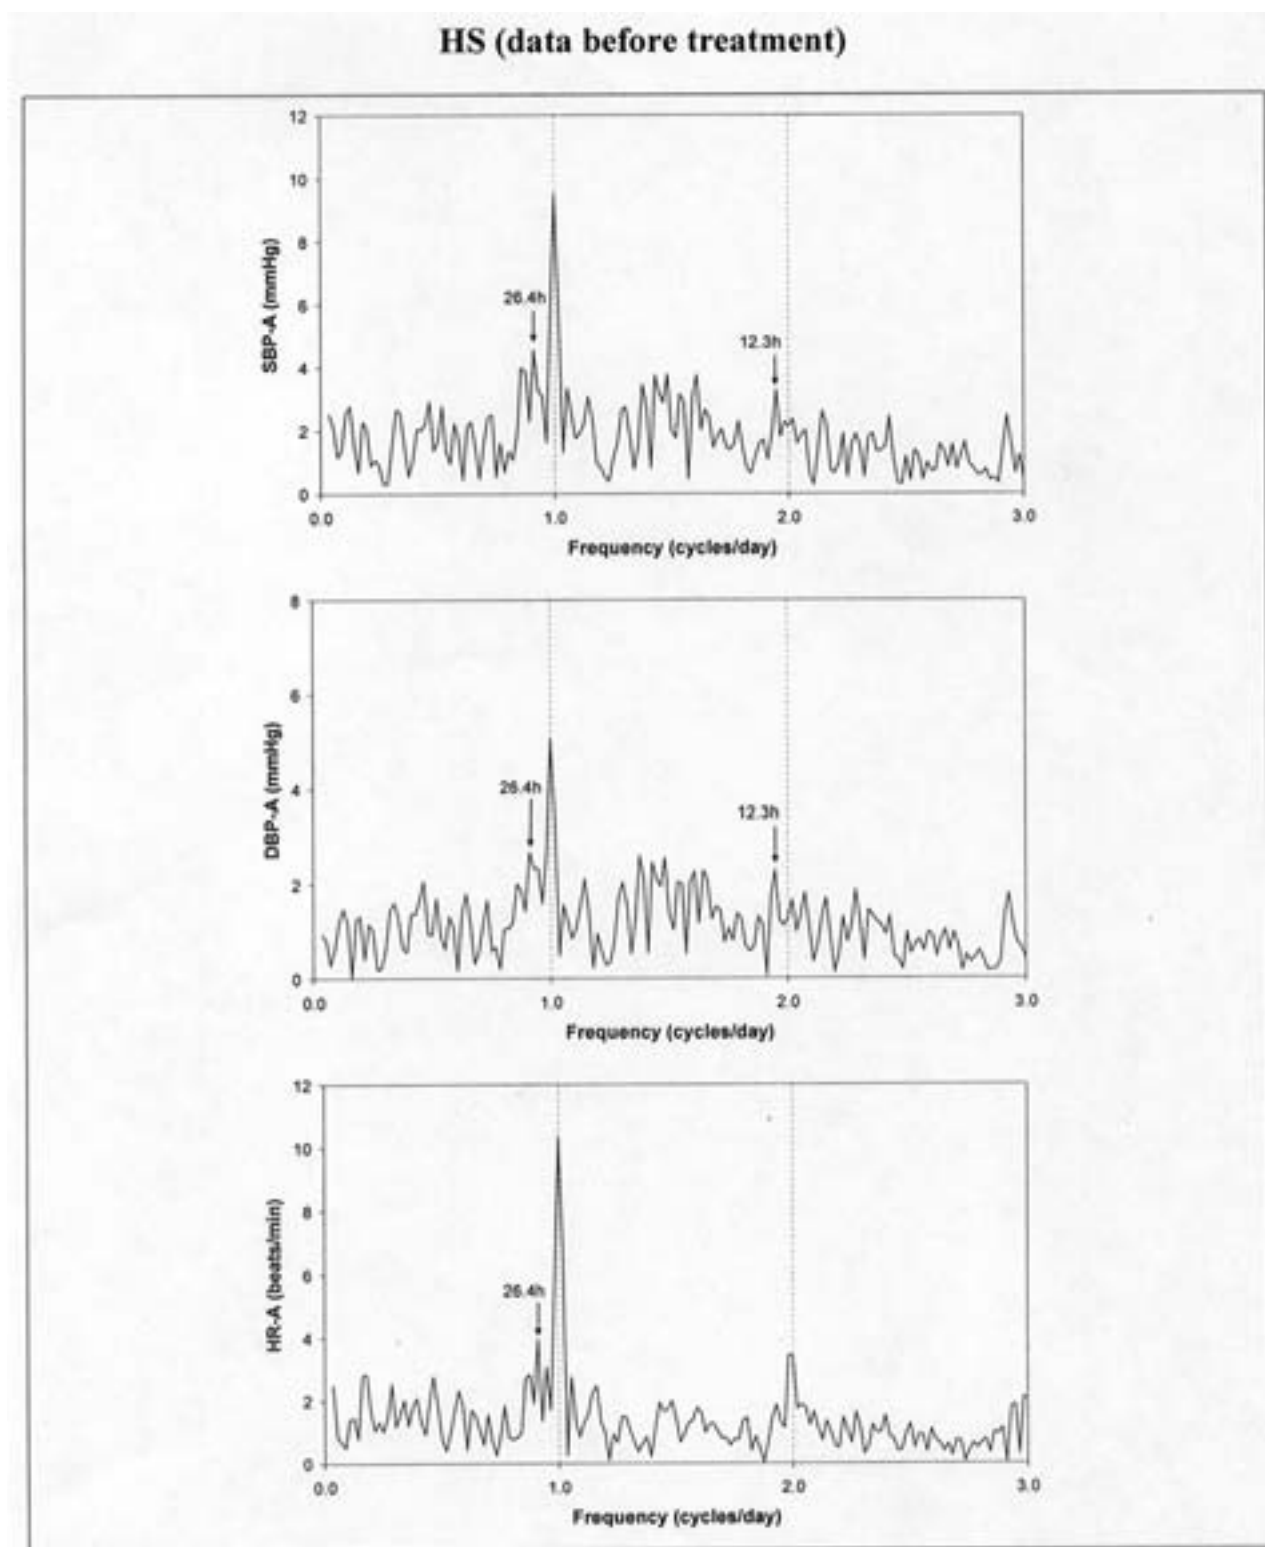 HS (data before treatment)
12
10
8
6
4
2
0
SBP-A (mmHg)
26.4h
12.3h
0.0 1.0 2.0 3.0
Frequency (cycles/day)
8
6
4
2
0
DBP-A (mmHg)
26.4h
12.3h
0.0 1.0 2.0 3.0
Frequency (cycles/day)
12
10
8
6
4
2
0
HR-A (beats/min)
26.4h
0.0 1.0 2.0 3.0
Frequency (cycles/day)